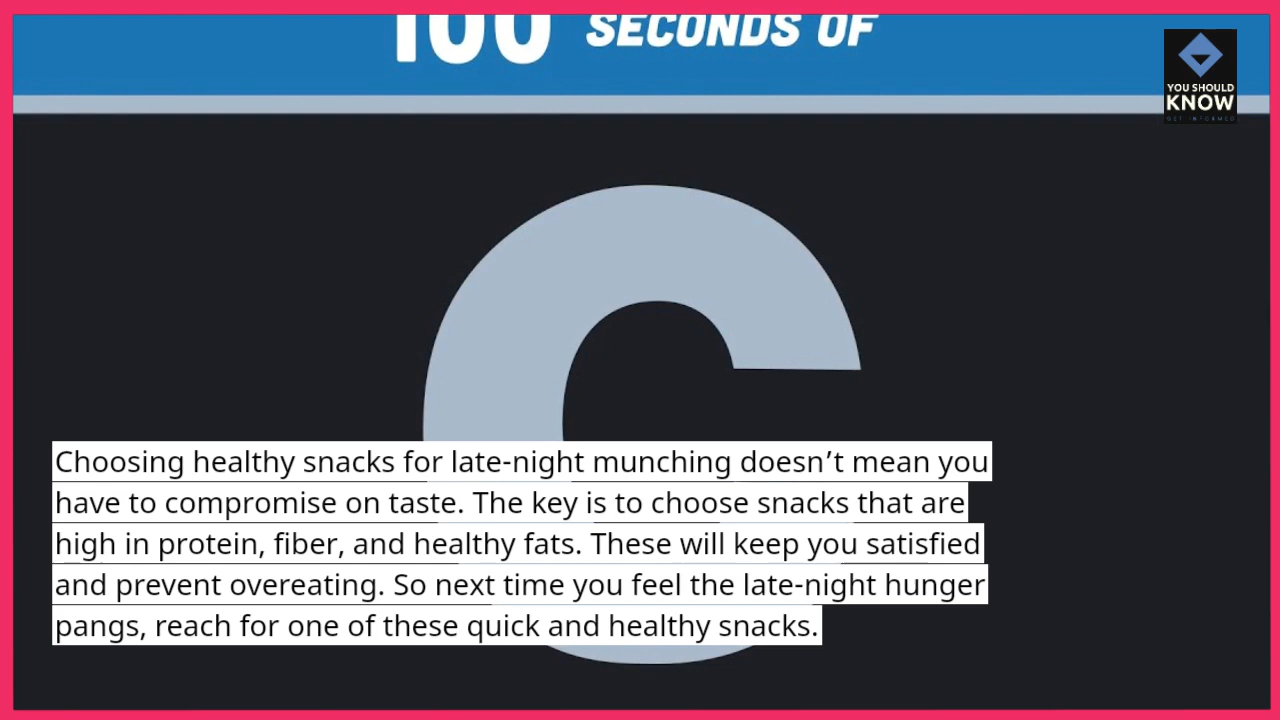 100 SECONDS OF
YOU SHOULD
KNOW
GET INFORMED
C
Choosing healthy snacks for late-night munching doesn’t mean you
have to compromise on taste. The key is to choose snacks that are
high in protein, fiber, and healthy fats. These will keep you satisfied
and prevent overeating. So next time you feel the late-night hunger
pangs, reach for one of these quick and healthy snacks.